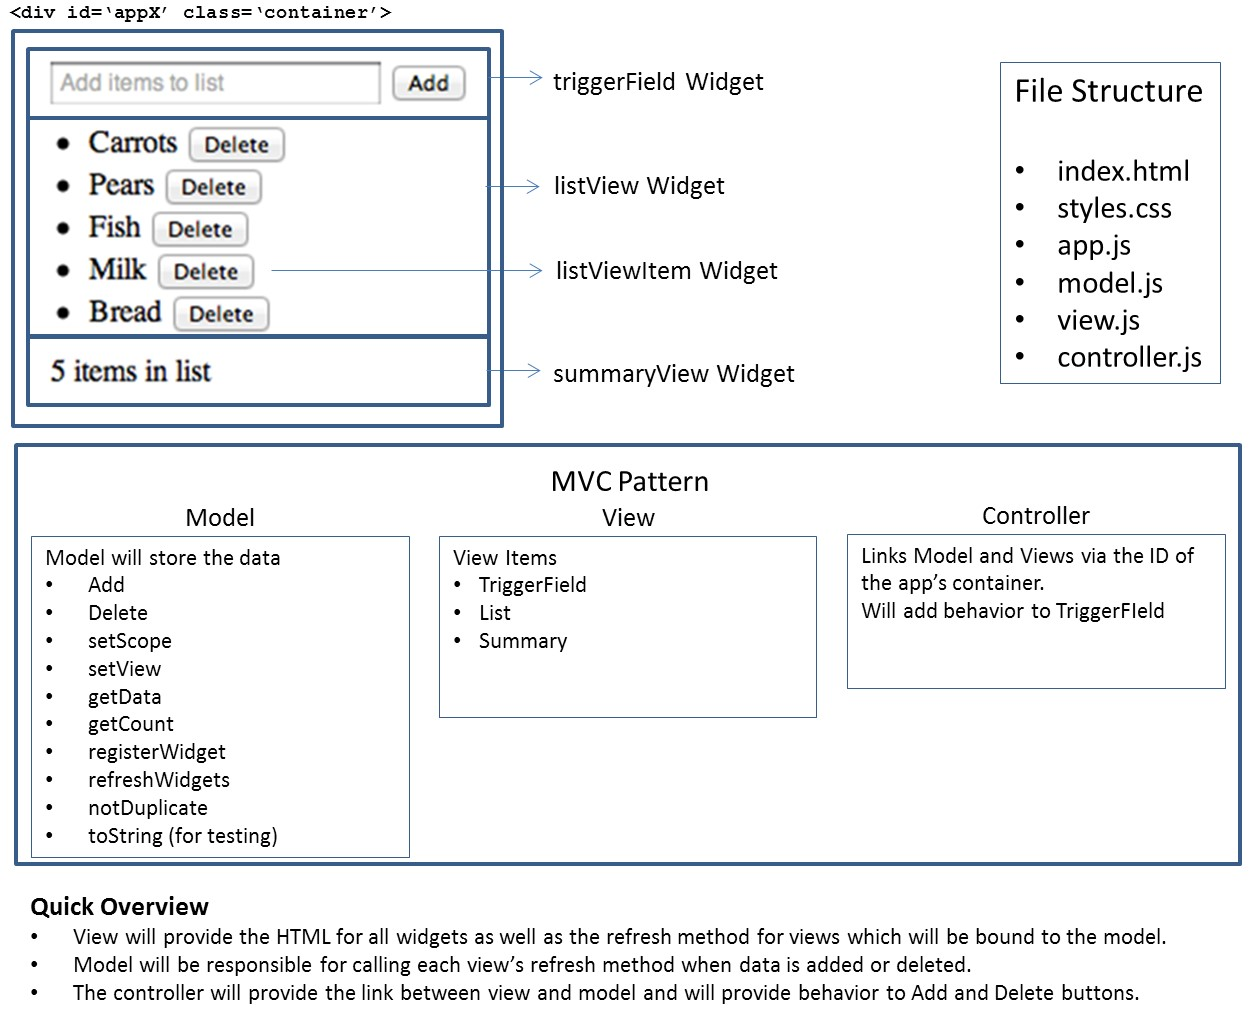 <div id=‘appX’ class=‘container’>
Add items to list
Add
triggerField Widget
• Carrots Delete
• Pears Delete
• Fish Delete
• Milk Delete
• Bread Delete
listView Widget
listViewItem Widget
5 items in list
summaryView Widget
File Structure
• index.html
• styles.css
• app.js
• model.js
• view.js
• controller.js
MVC Pattern
Model
Model will store the data
• Add
• Delete
• setScope
• setView
• getData
• getCount
• registerWidget
• refreshWidgets
• notDuplicate
• toString (for testing)
View
View Items
• TriggerField
• List
• Summary
Controller
Links Model and Views via the ID of
the app’s container.
Will add behavior to TriggerFIeld
Quick Overview
• View will provide the HTML for all widgets as well as the refresh method for views which will be bound to the model.
• Model will be responsible for calling each view’s refresh method when data is added or deleted.
• The controller will provide the link between view and model and will provide behavior to Add and Delete buttons.